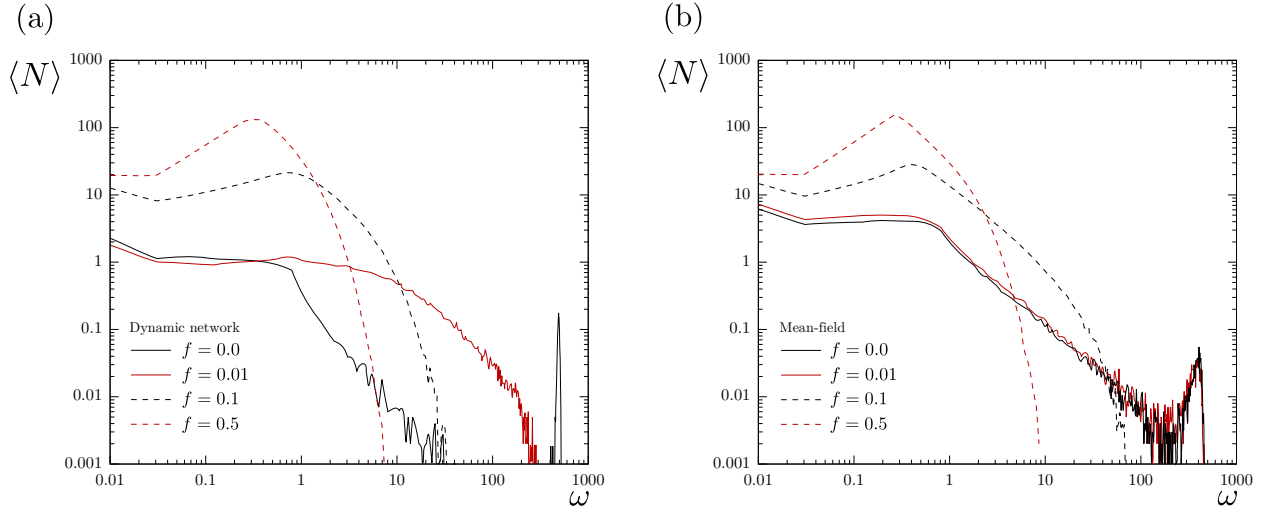 (a)
⟨N⟩
1000
100
10
1
0.1
0.01
0.001
Dynamic network
f = 0.0
f = 0.01
f = 0.1
f = 0.5
0.01 0.1 1 10 100 1000
ω
(b)
⟨N⟩
1000
100
10
1
0.1
0.01
0.001
Mean-field
f = 0.0
f = 0.01
f = 0.1
f = 0.5
0.01 0.1 1 10 100 1000
ω